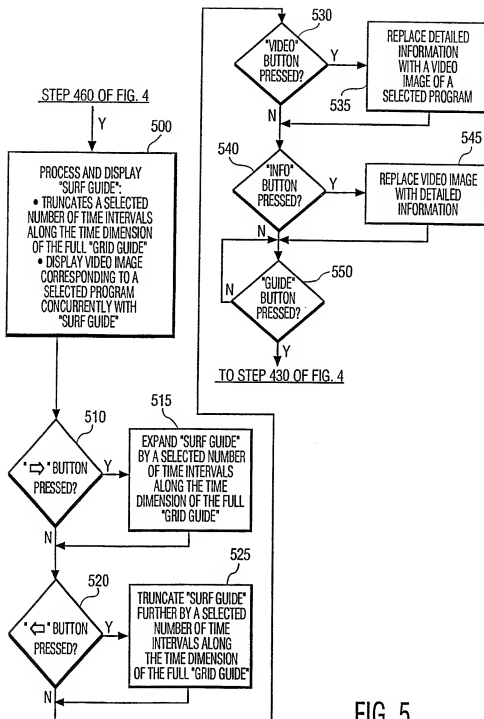 STEP 460 OF FIG. 4
Y
500
PROCESS AND DISPLAY
"SURF GUIDE":
• TRUNCATES A SELECTED
NUMBER OF TIME INTERVALS
ALONG THE TIME DIMENSION
OF THE FULL "GRID GUIDE"
• DISPLAY VIDEO IMAGE
CORRESPONDING TO A
SELECTED PROGRAM
CONCURRENTLY WITH
"SURF GUIDE"
510
"⇨" BUTTON
PRESSED?
Y
N
515
EXPAND "SURF GUIDE"
BY A SELECTED NUMBER
OF TIME INTERVALS
ALONG THE TIME
DIMENSION OF THE FULL
"GRID GUIDE"
520
"⇦" BUTTON
PRESSED?
Y
N
525
TRUNCATE "SURF GUIDE"
FURTHER BY A SELECTED
NUMBER OF TIME
INTERVALS ALONG
THE TIME DIMENSION
OF THE FULL "GRID GUIDE"
530
"VIDEO"
BUTTON
PRESSED?
Y
N
535
REPLACE DETAILED
INFORMATION
WITH A VIDEO
IMAGE OF A
SELECTED PROGRAM
540
"INFO"
BUTTON
PRESSED?
Y
N
545
REPLACE VIDEO IMAGE
WITH DETAILED
INFORMATION
550
"GUIDE"
BUTTON
PRESSED?
N
Y
TO STEP 430 OF FIG. 4
FIG. 5